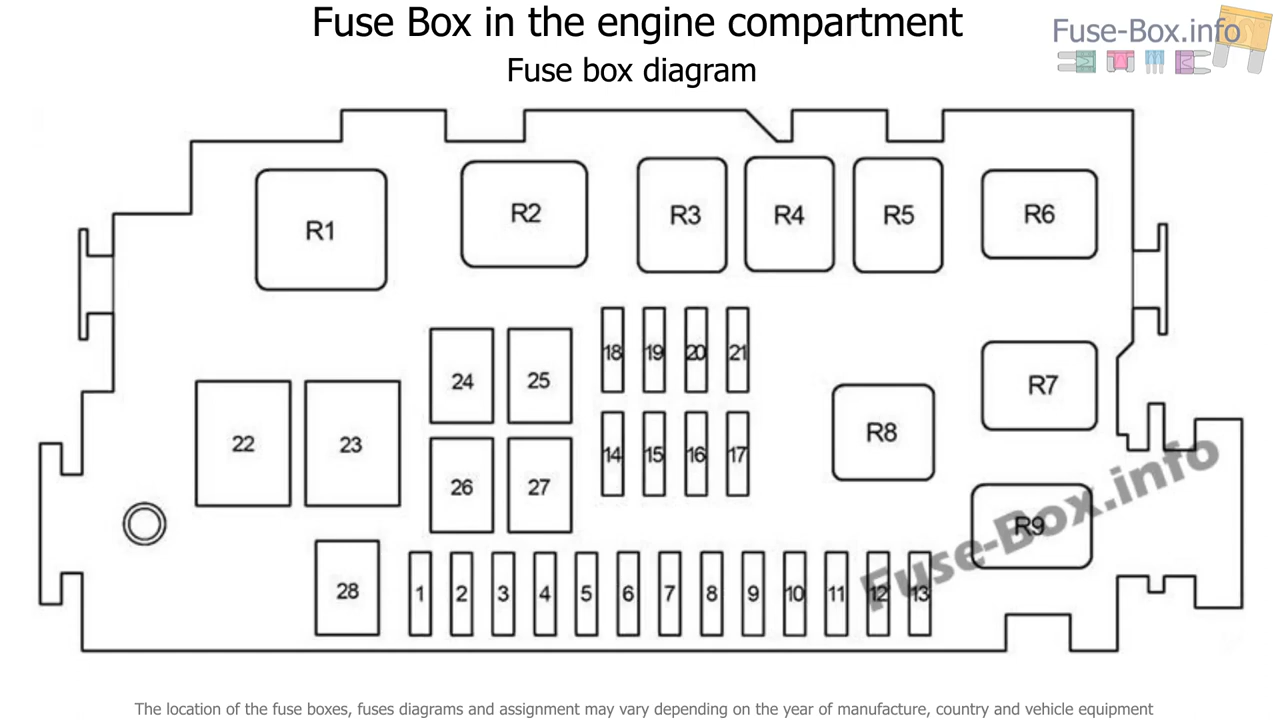 Fuse Box in the engine compartment
Fuse-Box.info
Fuse box diagram
R1 R2 R3 R4 R5 R6
18 19 20 21
24 25
R7
22 23 R8
14 15 16 17
26 27
Fuse-Box.info
R9
28 1 2 3 4 5 6 7 8 9 10 11 12 13
The location of the fuse boxes, fuses diagrams and assignment may vary depending on the year of manufacture, country and vehicle equipment